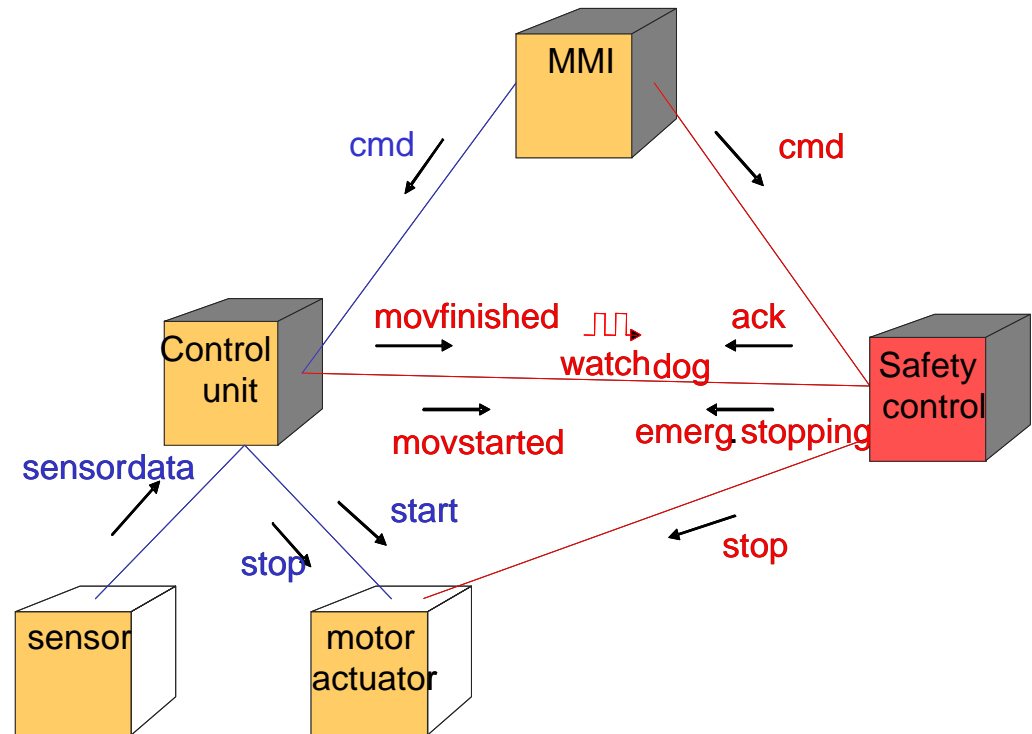 MMI
cmd
cmd
movfinished
ack
watchdog
Control
unit
Safety
control
movstarted
emerg.stopping
sensordata
start
stop
stop
sensor
motor
actuator